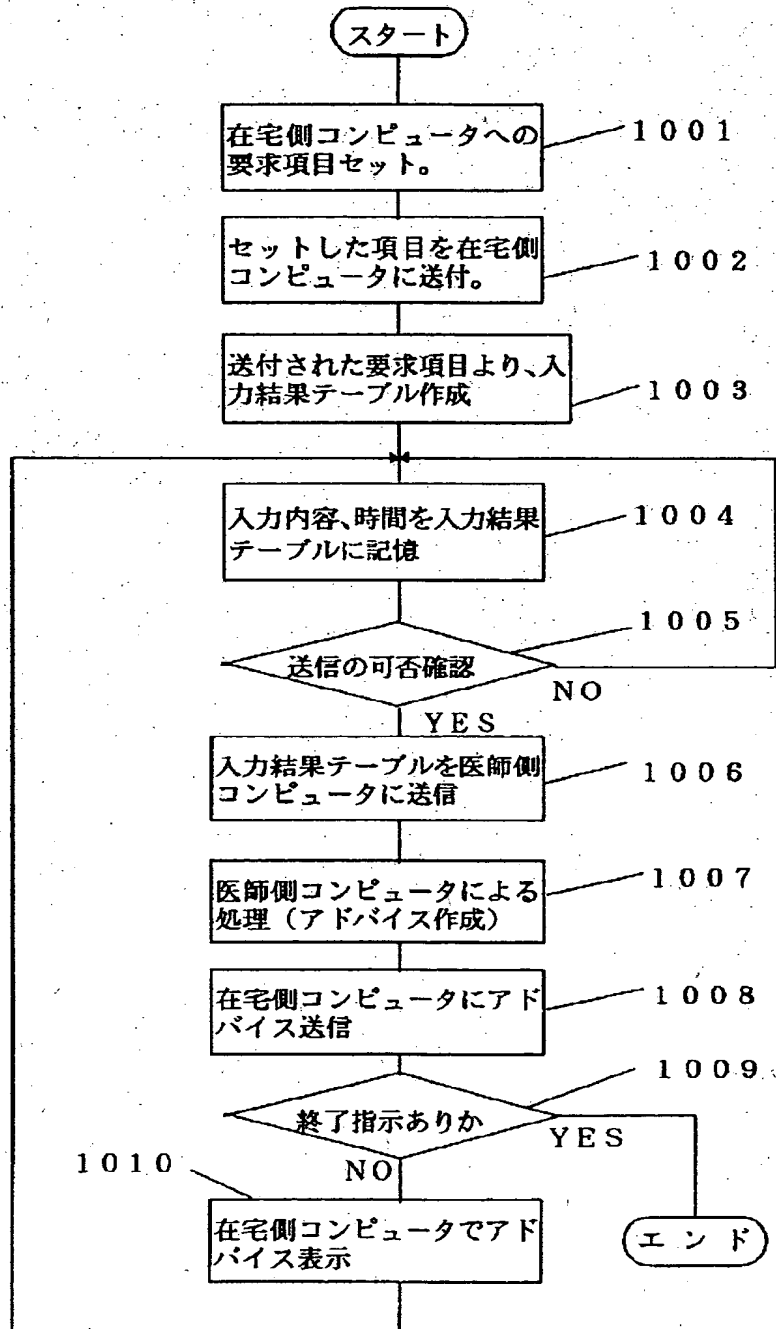 スタート
在宅側コンピュータへの
要求項目セット。
1001
セットした項目を在宅側
コンピュータに送付。
1002
送付された要求項目より、入
力結果テーブル作成
1003
入力内容、時間を入力結果
テーブルに記憶
1004
送信の可否確認
1005
NO
YES
入力結果テーブルを医師側
コンピュータに送信
1006
医師側コンピュータによる
処理(アドバイス作成)
1007
在宅側コンピュータにアド
バイス送信
1008
終了指示ありか
1009
YES
NO
1010
在宅側コンピュータでアド
バイス表示
エンド